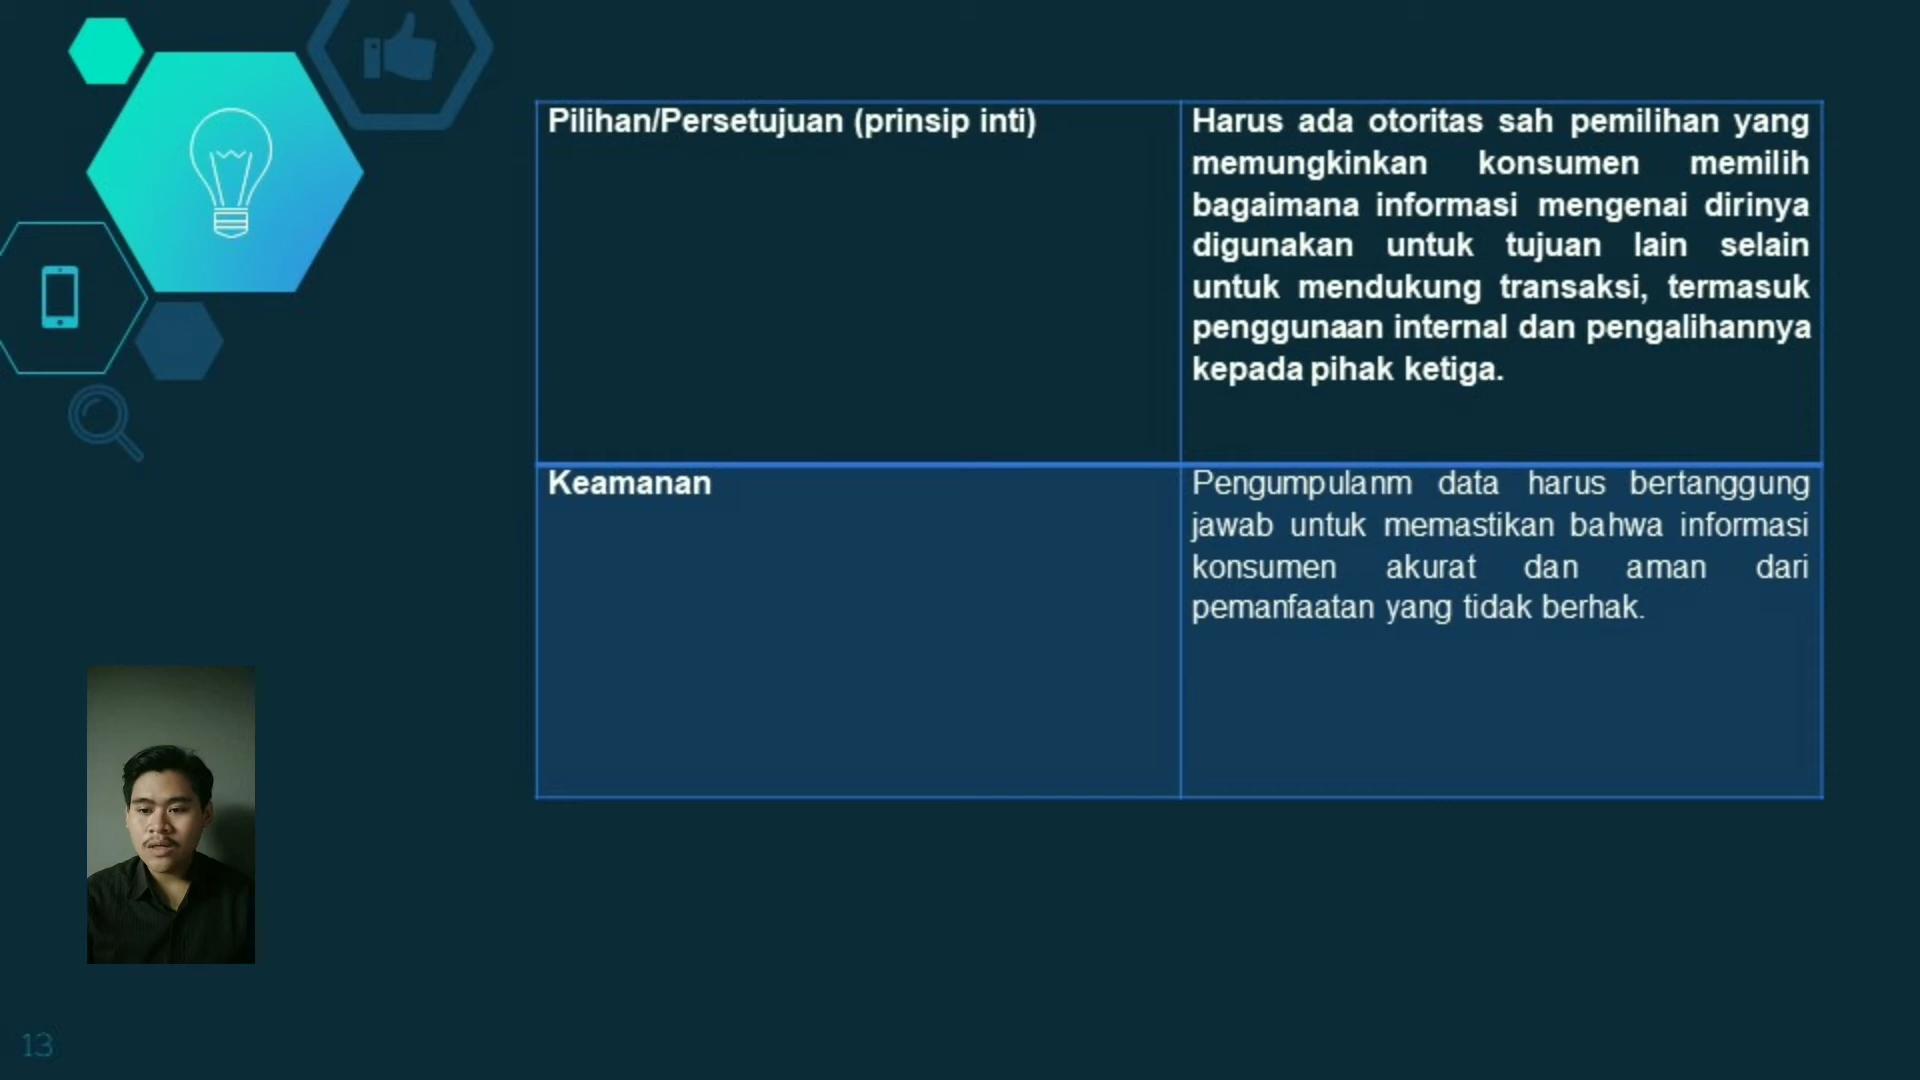 Pilihan/Persetujuan (prinsip inti)
Harus ada otoritas sah pemilihan yang
memungkinkan konsumen memilih
bagaimana informasi mengenai dirinya
digunakan untuk tujuan lain selain
untuk mendukung transaksi, termasuk
penggunaan internal dan pengalihannya
kepada pihak ketiga.
Keamanan
Pengumpulanm data harus bertanggung
jawab untuk memastikan bahwa informasi
konsumen akurat dan aman dari
pemanfaatan yang tidak berhak.
13